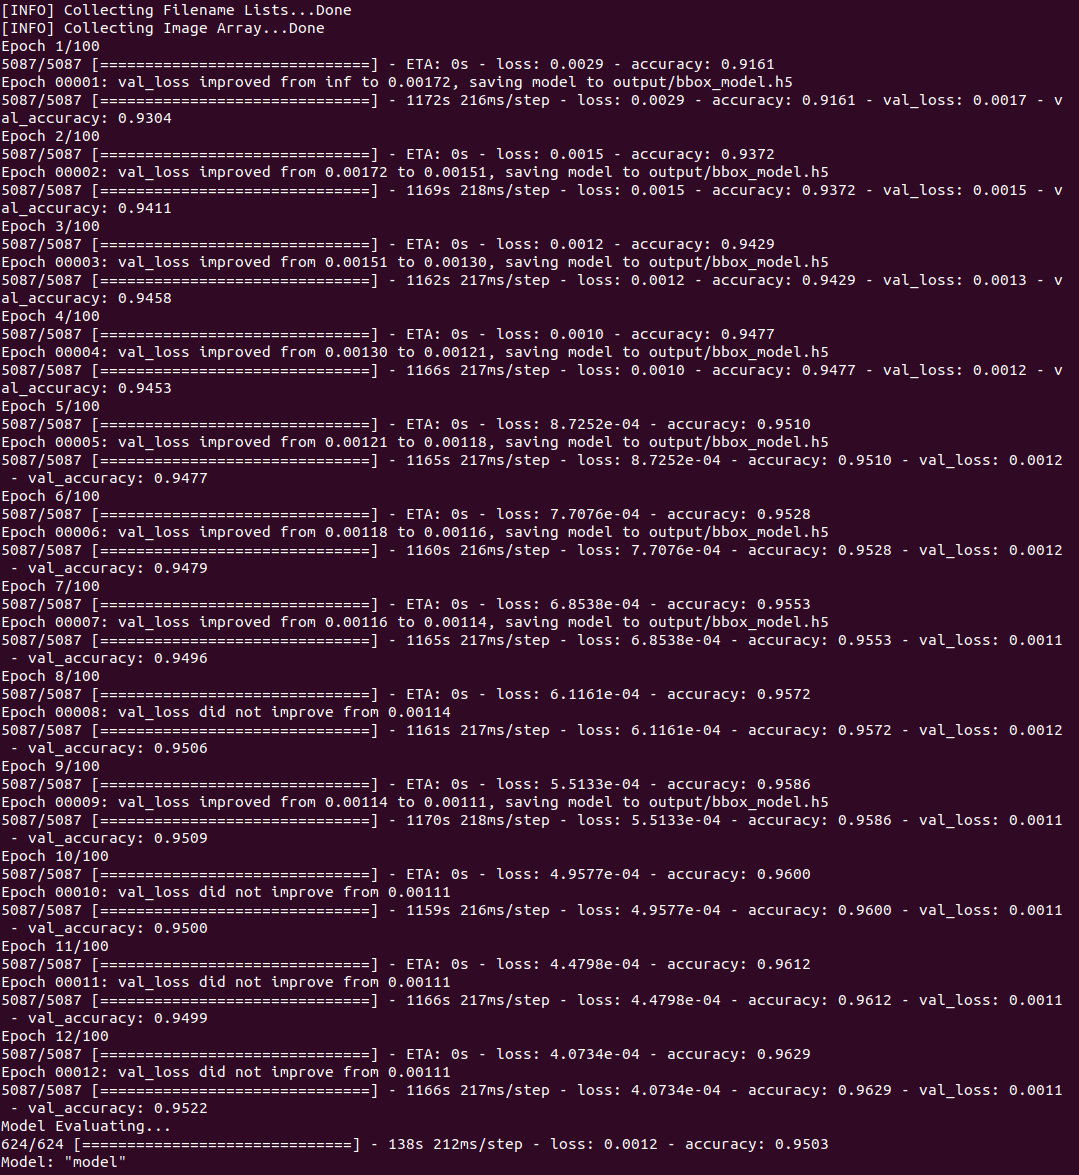 [INFO] Collecting Filename Lists...Done
[INFO] Collecting Image Array...Done
Epoch 1/100
5087/5087 [==============================] - ETA: 0s - loss: 0.0029 - accuracy: 0.9161
Epoch 00001: val_loss improved from inf to 0.00172, saving model to output/bbox_model.h5
5087/5087 [==============================] - 1172s 216ms/step - loss: 0.0029 - accuracy: 0.9161 - val_loss: 0.0017 - v
al_accuracy: 0.9304
Epoch 2/100
5087/5087 [==============================] - ETA: 0s - loss: 0.0015 - accuracy: 0.9372
Epoch 00002: val_loss improved from 0.00172 to 0.00151, saving model to output/bbox_model.h5
5087/5087 [==============================] - 1169s 218ms/step - loss: 0.0015 - accuracy: 0.9372 - val_loss: 0.0015 - v
al_accuracy: 0.9411
Epoch 3/100
5087/5087 [==============================] - ETA: 0s - loss: 0.0012 - accuracy: 0.9429
Epoch 00003: val_loss improved from 0.00151 to 0.00130, saving model to output/bbox_model.h5
5087/5087 [==============================] - 1162s 217ms/step - loss: 0.0012 - accuracy: 0.9429 - val_loss: 0.0013 - v
al_accuracy: 0.9458
Epoch 4/100
5087/5087 [==============================] - ETA: 0s - loss: 0.0010 - accuracy: 0.9477
Epoch 00004: val_loss improved from 0.00130 to 0.00121, saving model to output/bbox_model.h5
5087/5087 [==============================] - 1166s 217ms/step - loss: 0.0010 - accuracy: 0.9477 - val_loss: 0.0012 - v
al_accuracy: 0.9453
Epoch 5/100
5087/5087 [==============================] - ETA: 0s - loss: 8.7252e-04 - accuracy: 0.9510
Epoch 00005: val_loss improved from 0.00121 to 0.00118, saving model to output/bbox_model.h5
5087/5087 [==============================] - 1165s 217ms/step - loss: 8.7252e-04 - accuracy: 0.9510 - val_loss: 0.0012
 - val_accuracy: 0.9477
Epoch 6/100
5087/5087 [==============================] - ETA: 0s - loss: 7.7076e-04 - accuracy: 0.9528
Epoch 00006: val_loss improved from 0.00118 to 0.00116, saving model to output/bbox_model.h5
5087/5087 [==============================] - 1160s 216ms/step - loss: 7.7076e-04 - accuracy: 0.9528 - val_loss: 0.0012
 - val_accuracy: 0.9479
Epoch 7/100
5087/5087 [==============================] - ETA: 0s - loss: 6.8538e-04 - accuracy: 0.9553
Epoch 00007: val_loss improved from 0.00116 to 0.00114, saving model to output/bbox_model.h5
5087/5087 [==============================] - 1165s 217ms/step - loss: 6.8538e-04 - accuracy: 0.9553 - val_loss: 0.0011
 - val_accuracy: 0.9496
Epoch 8/100
5087/5087 [==============================] - ETA: 0s - loss: 6.1161e-04 - accuracy: 0.9572
Epoch 00008: val_loss did not improve from 0.00114
5087/5087 [==============================] - 1161s 217ms/step - loss: 6.1161e-04 - accuracy: 0.9572 - val_loss: 0.0012
 - val_accuracy: 0.9506
Epoch 9/100
5087/5087 [==============================] - ETA: 0s - loss: 5.5133e-04 - accuracy: 0.9586
Epoch 00009: val_loss improved from 0.00114 to 0.00111, saving model to output/bbox_model.h5
5087/5087 [==============================] - 1170s 218ms/step - loss: 5.5133e-04 - accuracy: 0.9586 - val_loss: 0.0011
 - val_accuracy: 0.9509
Epoch 10/100
5087/5087 [==============================] - ETA: 0s - loss: 4.9577e-04 - accuracy: 0.9600
Epoch 00010: val_loss did not improve from 0.00111
5087/5087 [==============================] - 1159s 216ms/step - loss: 4.9577e-04 - accuracy: 0.9600 - val_loss: 0.0011
 - val_accuracy: 0.9500
Epoch 11/100
5087/5087 [==============================] - ETA: 0s - loss: 4.4798e-04 - accuracy: 0.9612
Epoch 00011: val_loss did not improve from 0.00111
5087/5087 [==============================] - 1166s 217ms/step - loss: 4.4798e-04 - accuracy: 0.9612 - val_loss: 0.0011
 - val_accuracy: 0.9499
Epoch 12/100
5087/5087 [==============================] - ETA: 0s - loss: 4.0734e-04 - accuracy: 0.9629
Epoch 00012: val_loss did not improve from 0.00111
5087/5087 [==============================] - 1166s 217ms/step - loss: 4.0734e-04 - accuracy: 0.9629 - val_loss: 0.0011
 - val_accuracy: 0.9522
Model Evaluating...
624/624 [==============================] - 138s 212ms/step - loss: 0.0012 - accuracy: 0.9503
Model: "model"